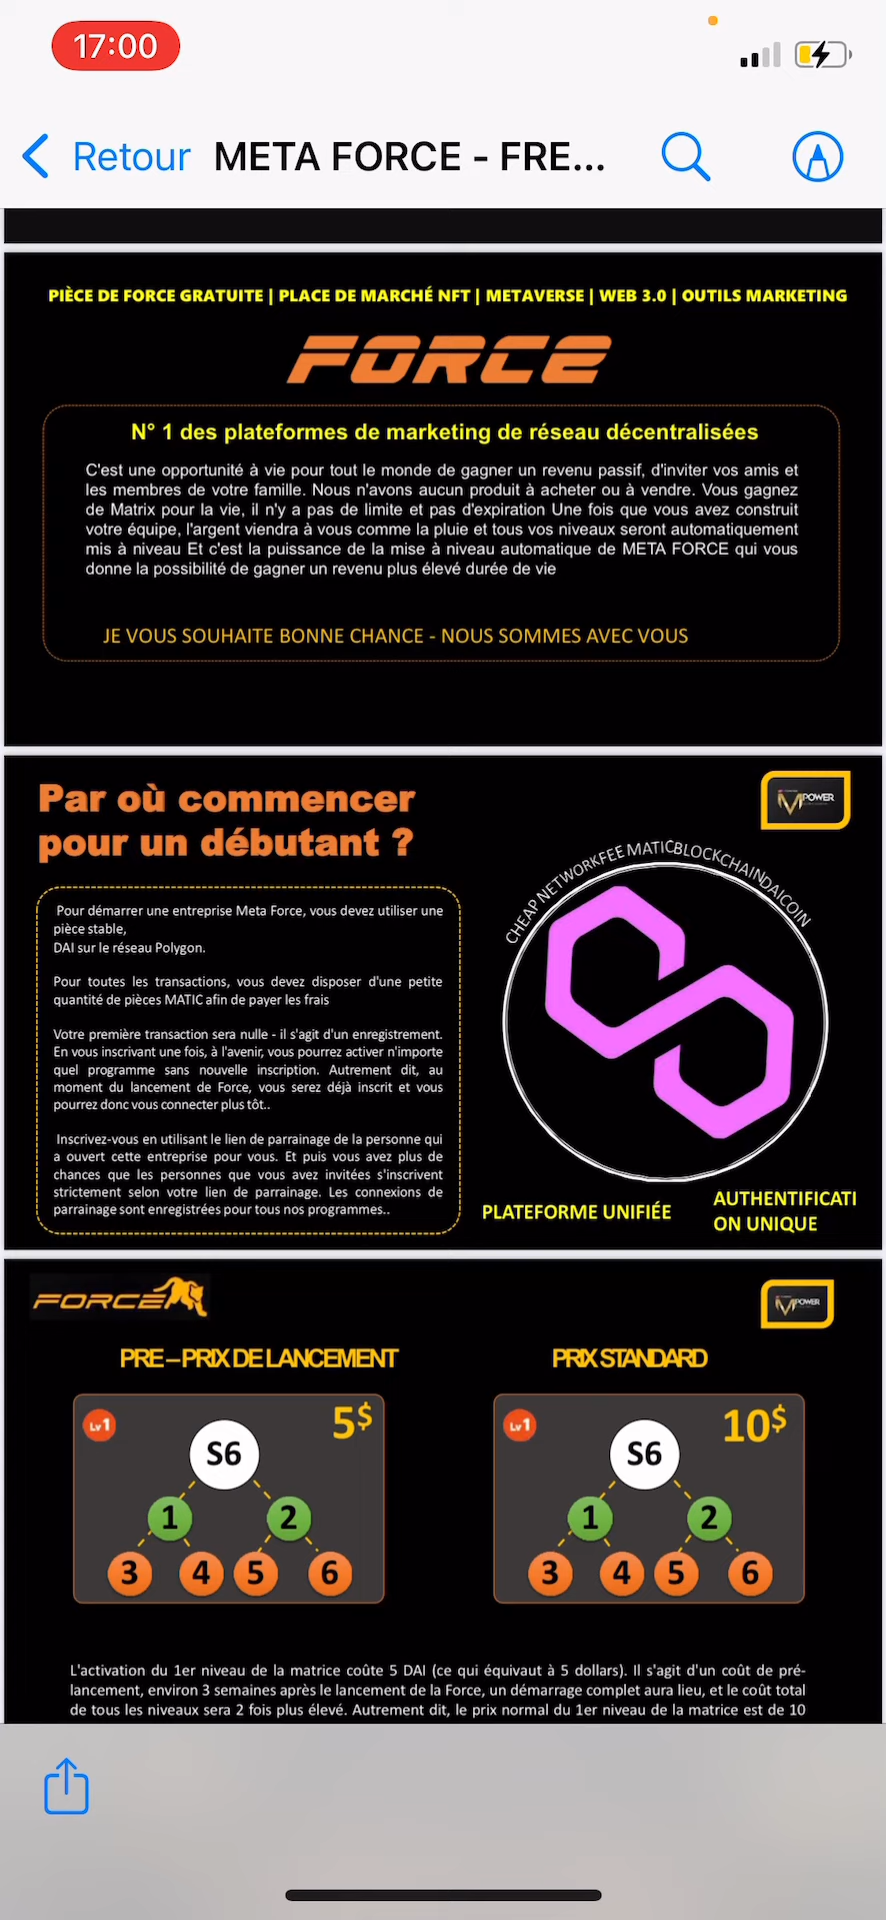 17:00
Retour META FORCE - FRE...
PIÈCE DE FORCE GRATUITE | PLACE DE MARCHÉ NFT | METAVERSE | WEB 3.0 | OUTILS MARKETING
FORCE
N° 1 des plateformes de marketing de réseau décentralisées
C'est une opportunité à vie pour tout le monde de gagner un revenu passif, d'inviter vos amis et
les membres de votre famille. Nous n'avons aucun produit à acheter ou à vendre. Vous gagnez
de Matrix pour la vie, il n'y a pas de limite et pas d'expiration Une fois que vous avez construit
votre équipe, l'argent viendra à vous comme la pluie et tous vos niveaux seront automatiquement
mis à niveau Et c'est la puissance de la mise à niveau automatique de META FORCE qui vous
donne la possibilité de gagner un revenu plus élevé durée de vie
JE VOUS SOUHAITE BONNE CHANCE - NOUS SOMMES AVEC VOUS
Par où commencer
pour un débutant ?
POWER
CHEAP NETWORKFEE MATICBLOCKCHAINDAICOIN
Pour démarrer une entreprise Meta Force, vous devez utiliser une
pièce stable,
DAI sur le réseau Polygon.
Pour toutes les transactions, vous devez disposer d'une petite
quantité de pièces MATIC afin de payer les frais
Votre première transaction sera nulle - il s'agit d'un enregistrement.
En vous inscrivant une fois, à l'avenir, vous pourrez activer n'importe
quel programme sans nouvelle inscription. Autrement dit, au
moment du lancement de Force, vous serez déjà inscrit et vous
pourrez donc vous connecter plus tôt..
Inscrivez-vous en utilisant le lien de parrainage de la personne qui
a ouvert cette entreprise pour vous. Et puis vous avez plus de
chances que les personnes que vous avez invitées s'inscrivent
strictement selon votre lien de parrainage. Les connexions de
parrainage sont enregistrées pour tous nos programmes..
PLATEFORME UNIFIÉE
AUTHENTIFICATI
ON UNIQUE
FORCE
POWER
PRE – PRIX DE LANCEMENT
PRIX STANDARD
Lv1
5$
S6
1 2
3 4 5 6
Lv1
10$
S6
1 2
3 4 5 6
L'activation du 1er niveau de la matrice coûte 5 DAI (ce qui équivaut à 5 dollars). Il s'agit d'un coût de pré-
lancement, environ 3 semaines après le lancement de la Force, un démarrage complet aura lieu, et le coût total
de tous les niveaux sera 2 fois plus élevé. Autrement dit, le prix normal du 1er niveau de la matrice est de 10